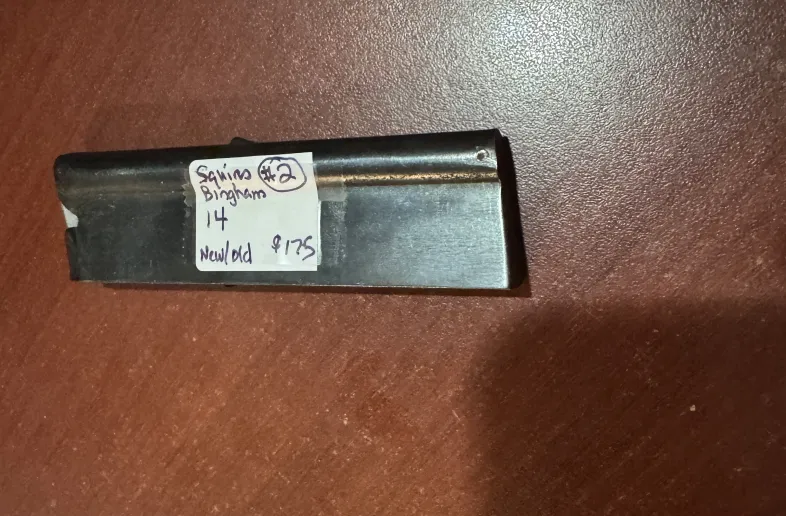 Squires #2
Bingham
14
New/old $175